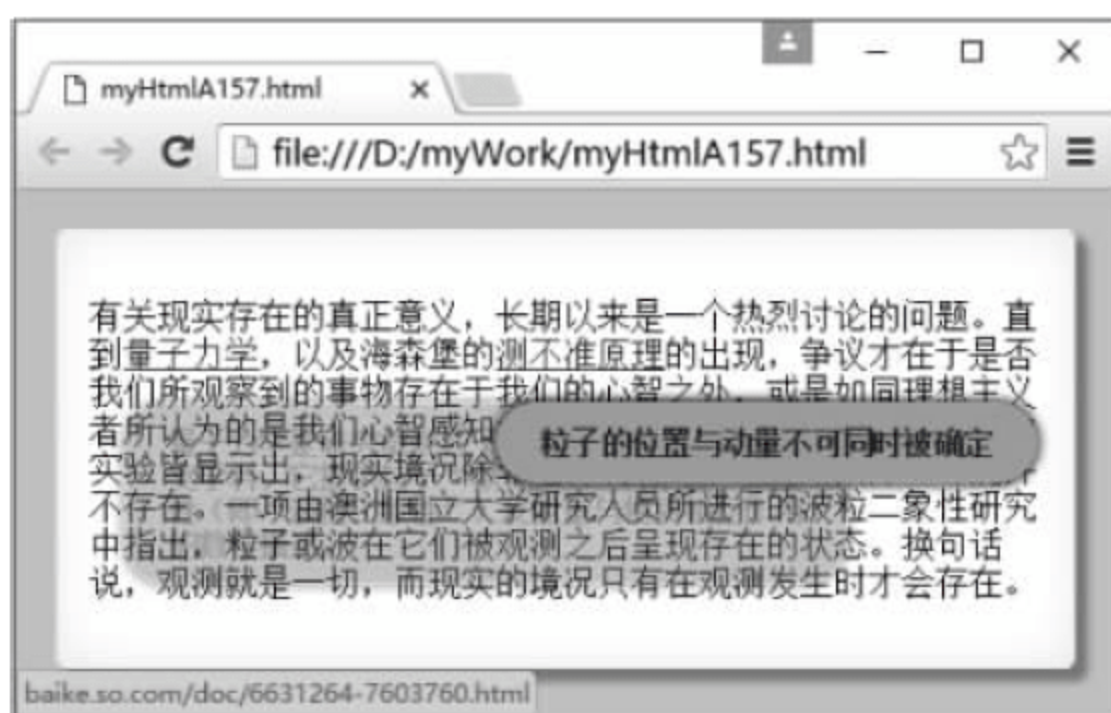 myHtmlA157.html
file:///D:/myWork/myHtmlA157.html
有关现实存在的真正意义，长期以来是一个热烈讨论的问题。直
到量子力学，以及海森堡的测不准原理的出现，争议才在于是否
我们所观察到的事物存在于我们的心智之外，或是如同理想主义
者所认为的是我们心智感知
粒子的位置与动量不可同时被确定
实验皆显示出，现实境况除
不存在。一项由澳洲国立大学研究人员所进行的波粒二象性研究
中指出，粒子或波在它们被观测之后呈现存在的状态。换句话
说，观测就是一切，而现实的境况只有在观测发生时才会存在。
baike.so.com/doc/6631264-7603760.html